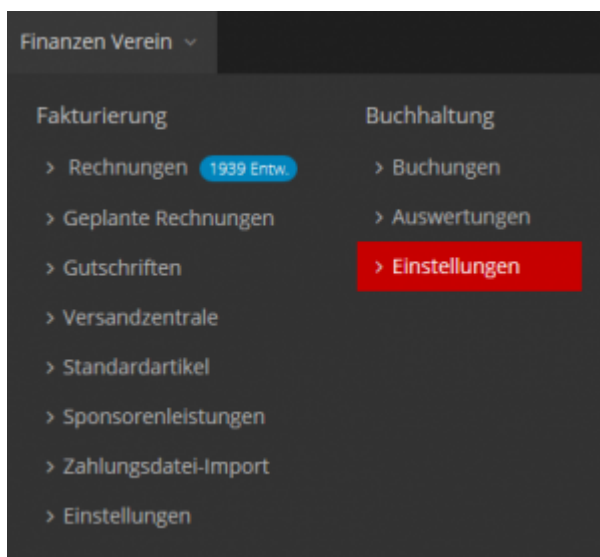 Finanzen Verein
Fakturierung
Rechnungen 1939 Entw.
Geplante Rechnungen
Gutschriften
Versandzentrale
Standardartikel
Sponsorenleistungen
Zahlungsdatei-Import
Einstellungen
Buchhaltung
Buchungen
Auswertungen
Einstellungen